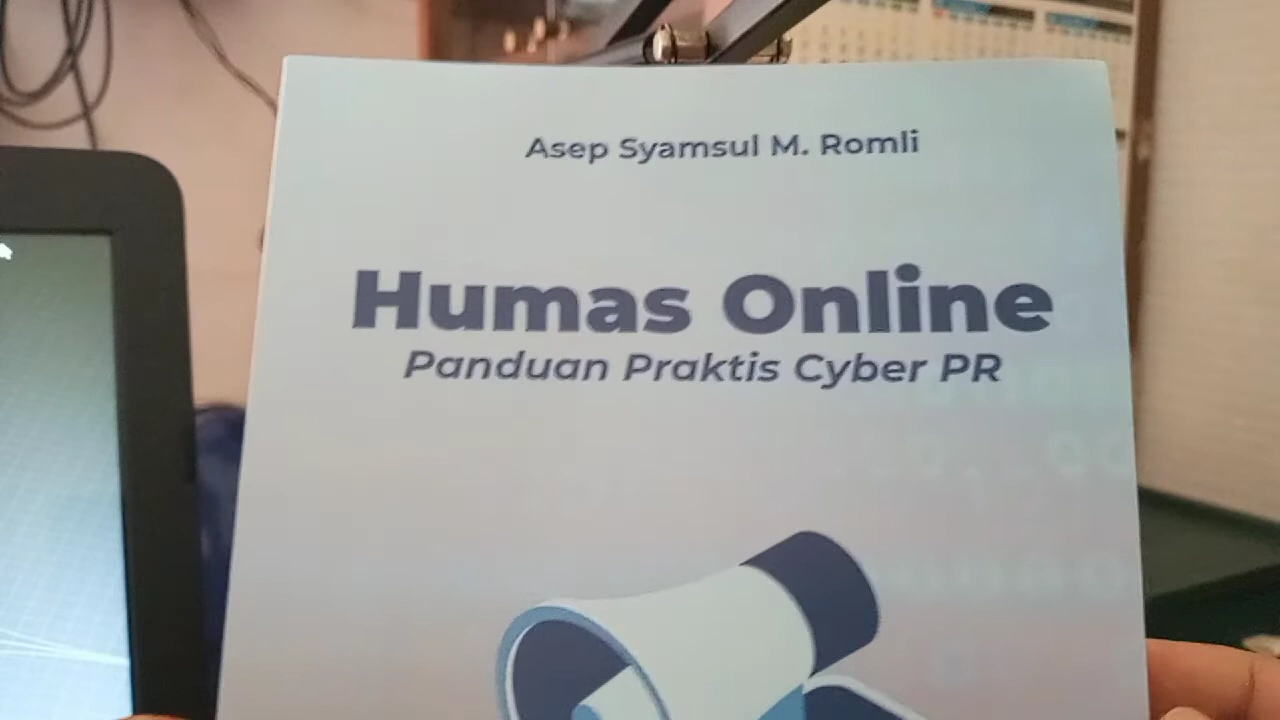 Asep Syamsul M. Romli
Humas Online
Panduan Praktis Cyber PR